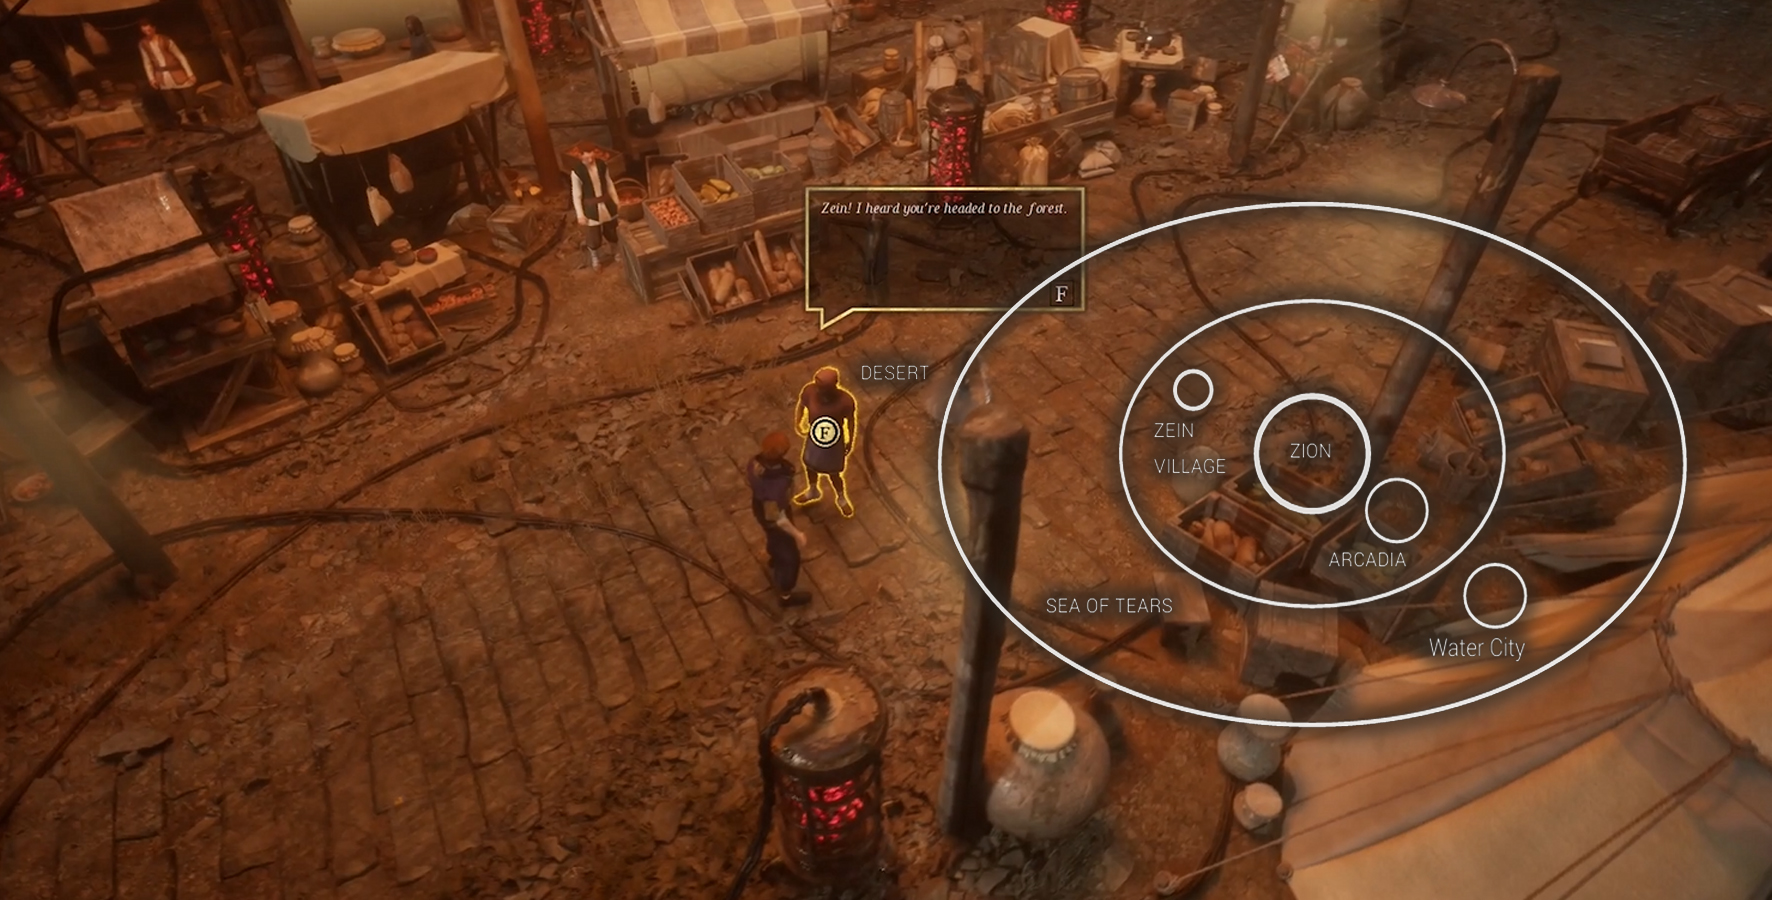 Zein! I heard you're headed to the forest.
F
F
DESERT
ZEIN
VILLAGE
ZION
ARCADIA
SEA OF TEARS
Water City